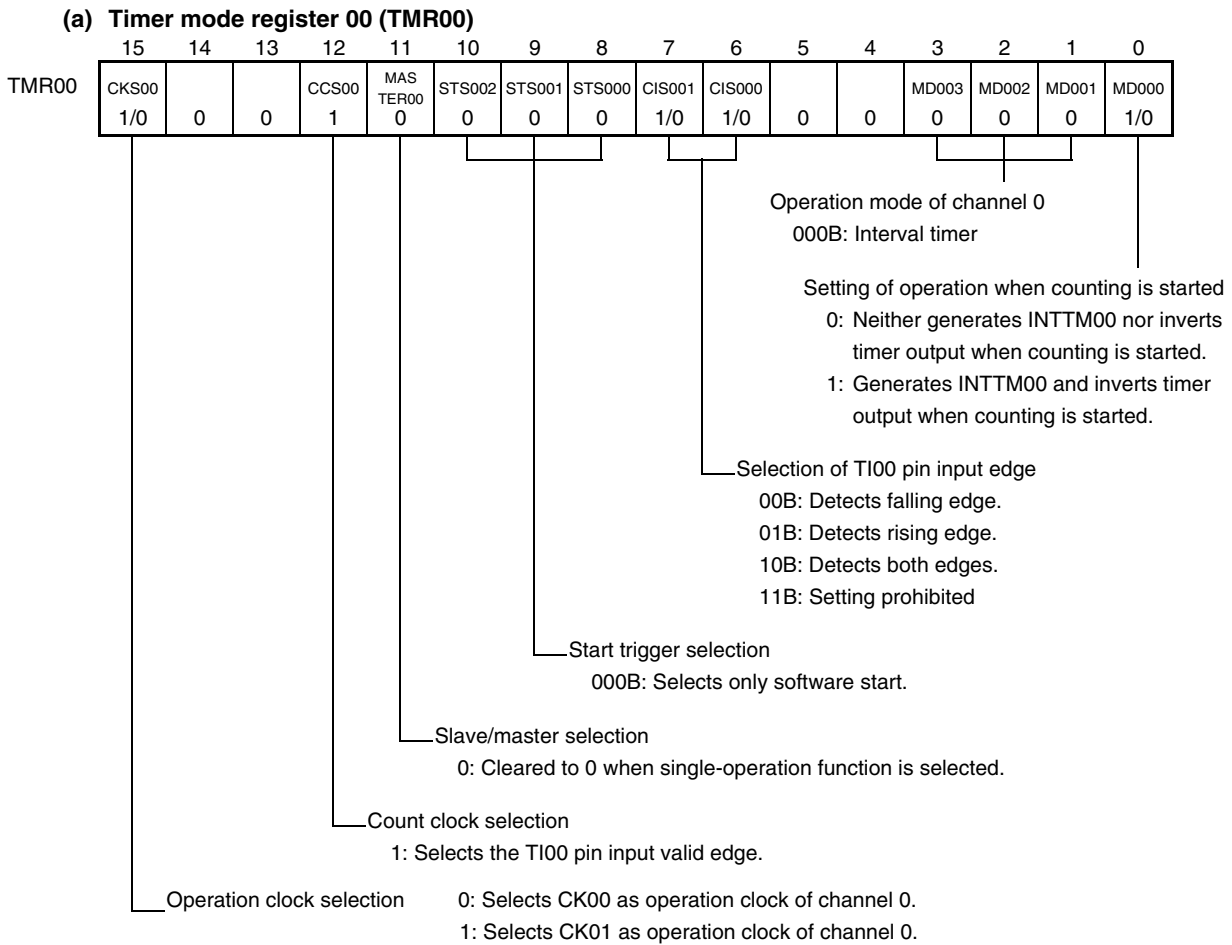 (a) Timer mode register 00 (TMR00)
15 14 13 12 11 10 9 8 7 6 5 4 3 2 1 0
TMR00 CKS00 CCS00 MAS TER00 STS002 STS001 STS000 CIS001 CIS000 MD003 MD002 MD001 MD000
1/0 0 0 1 0 0 0 0 1/0 1/0 0 0 0 0 0 1/0
Operation mode of channel 0
000B: Interval timer
Setting of operation when counting is started
0: Neither generates INTTM00 nor inverts
timer output when counting is started.
1: Generates INTTM00 and inverts timer
output when counting is started.
Selection of TI00 pin input edge
00B: Detects falling edge.
01B: Detects rising edge.
10B: Detects both edges.
11B: Setting prohibited
Start trigger selection
000B: Selects only software start.
Slave/master selection
0: Cleared to 0 when single-operation function is selected.
Count clock selection
1: Selects the TI00 pin input valid edge.
Operation clock selection 0: Selects CK00 as operation clock of channel 0.
1: Selects CK01 as operation clock of channel 0.